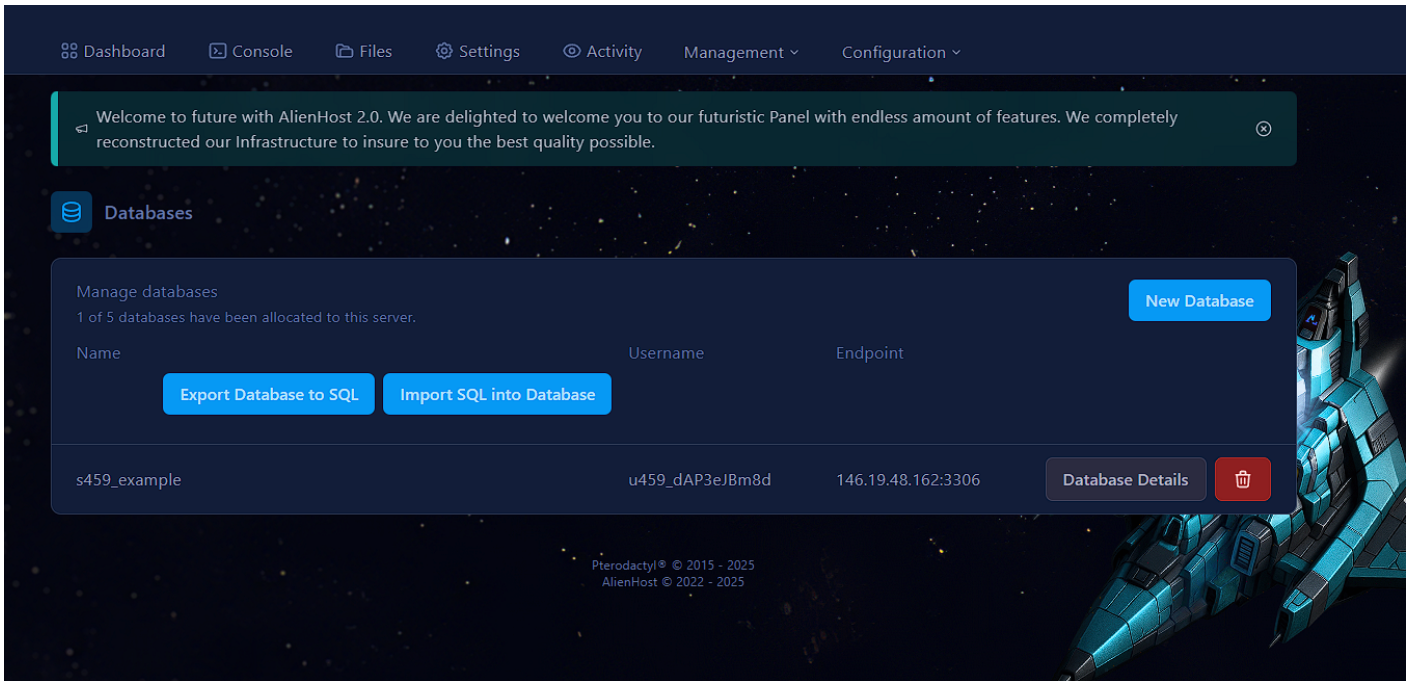 Dashboard Console Files Settings Activity Management Configuration
Welcome to future with AlienHost 2.0. We are delighted to welcome you to our futuristic Panel with endless amount of features. We completely
reconstructed our Infrastructure to insure to you the best quality possible.
Databases
Manage databases
1 of 5 databases have been allocated to this server.
New Database
Name Username Endpoint
Export Database to SQL Import SQL into Database
s459_example u459_dAP3eJBm8d 146.19.48.162:3306 Database Details
Pterodactyl® © 2015 - 2025
AlienHost © 2022 - 2025